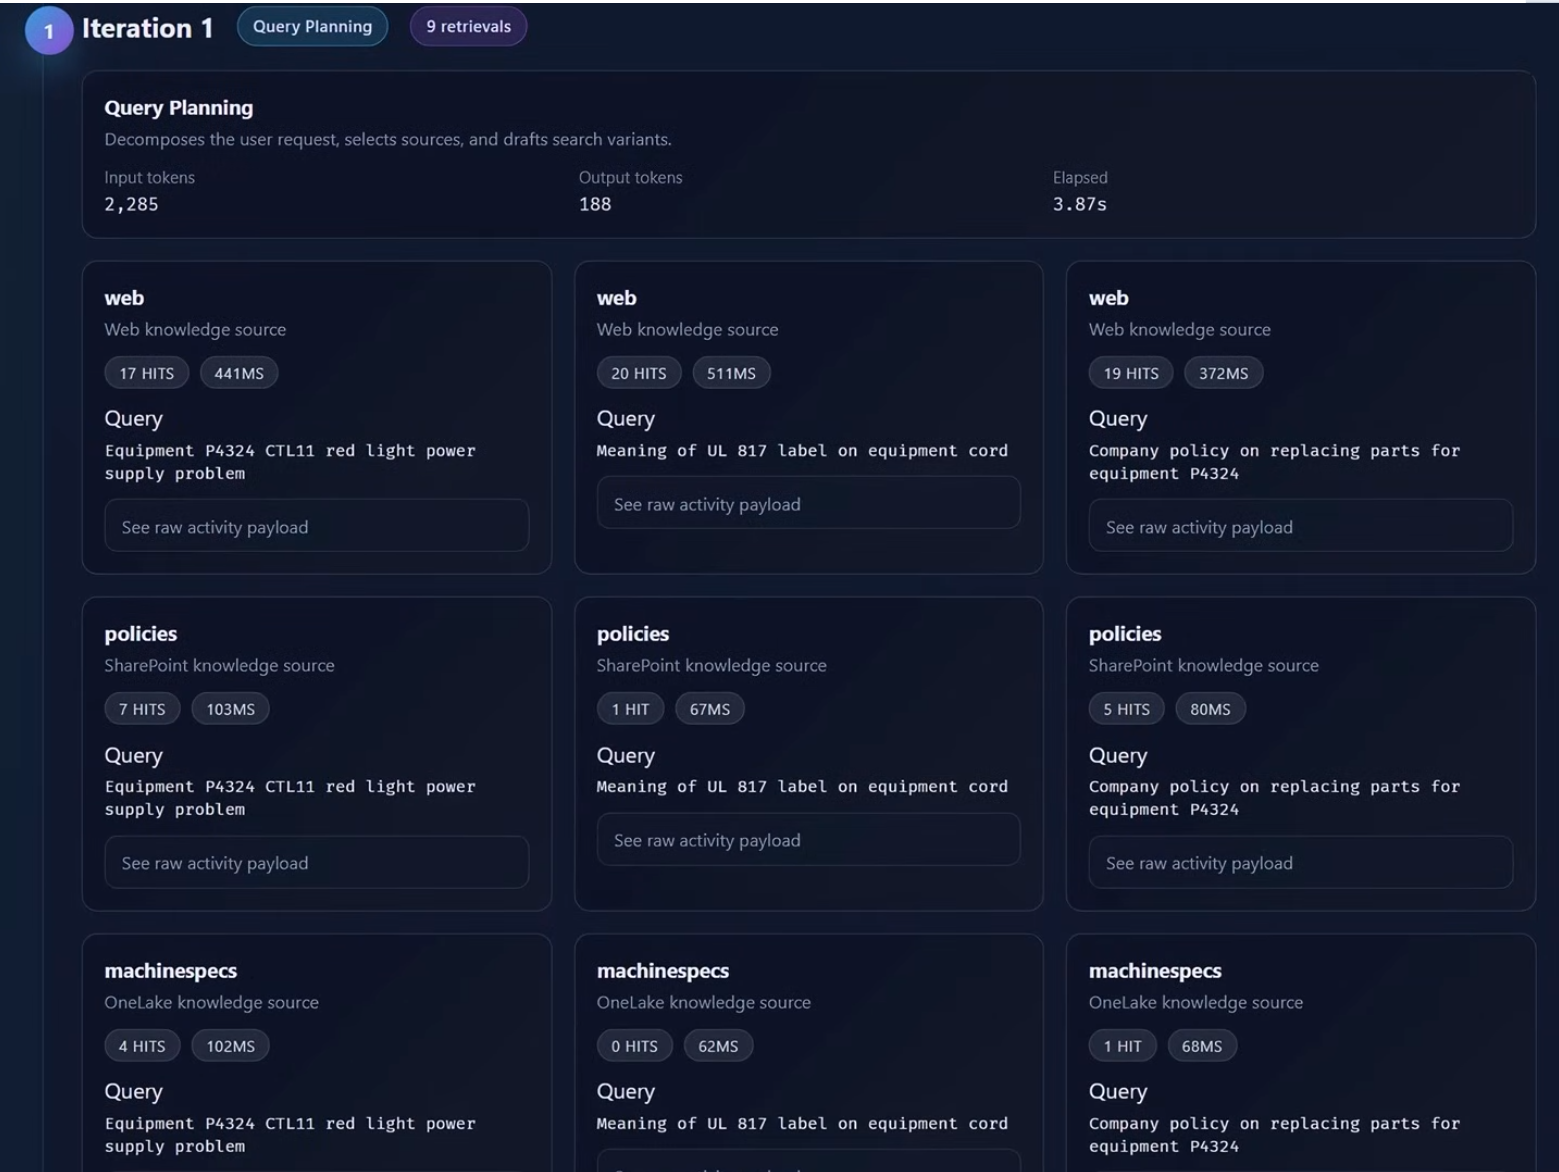 1
Iteration 1
Query Planning
9 retrievals
Query Planning
Decomposes the user request, selects sources, and drafts search variants.
Input tokens
2,285
Output tokens
188
Elapsed
3.87s
web
Web knowledge source
17 HITS
441MS
Query
Equipment P4324 CTL11 red light power
supply problem
See raw activity payload
web
Web knowledge source
20 HITS
511MS
Query
Meaning of UL 817 label on equipment cord
See raw activity payload
web
Web knowledge source
19 HITS
372MS
Query
Company policy on replacing parts for
equipment P4324
See raw activity payload
policies
SharePoint knowledge source
7 HITS
103MS
Query
Equipment P4324 CTL11 red light power
supply problem
See raw activity payload
policies
SharePoint knowledge source
1 HIT
67MS
Query
Meaning of UL 817 label on equipment cord
See raw activity payload
policies
SharePoint knowledge source
5 HITS
80MS
Query
Company policy on replacing parts for
equipment P4324
See raw activity payload
machinespecs
OneLake knowledge source
4 HITS
102MS
Query
Equipment P4324 CTL11 red light power
supply problem
machinespecs
OneLake knowledge source
0 HITS
62MS
Query
Meaning of UL 817 label on equipment cord
machinespecs
OneLake knowledge source
1 HIT
68MS
Query
Company policy on replacing parts for
equipment P4324